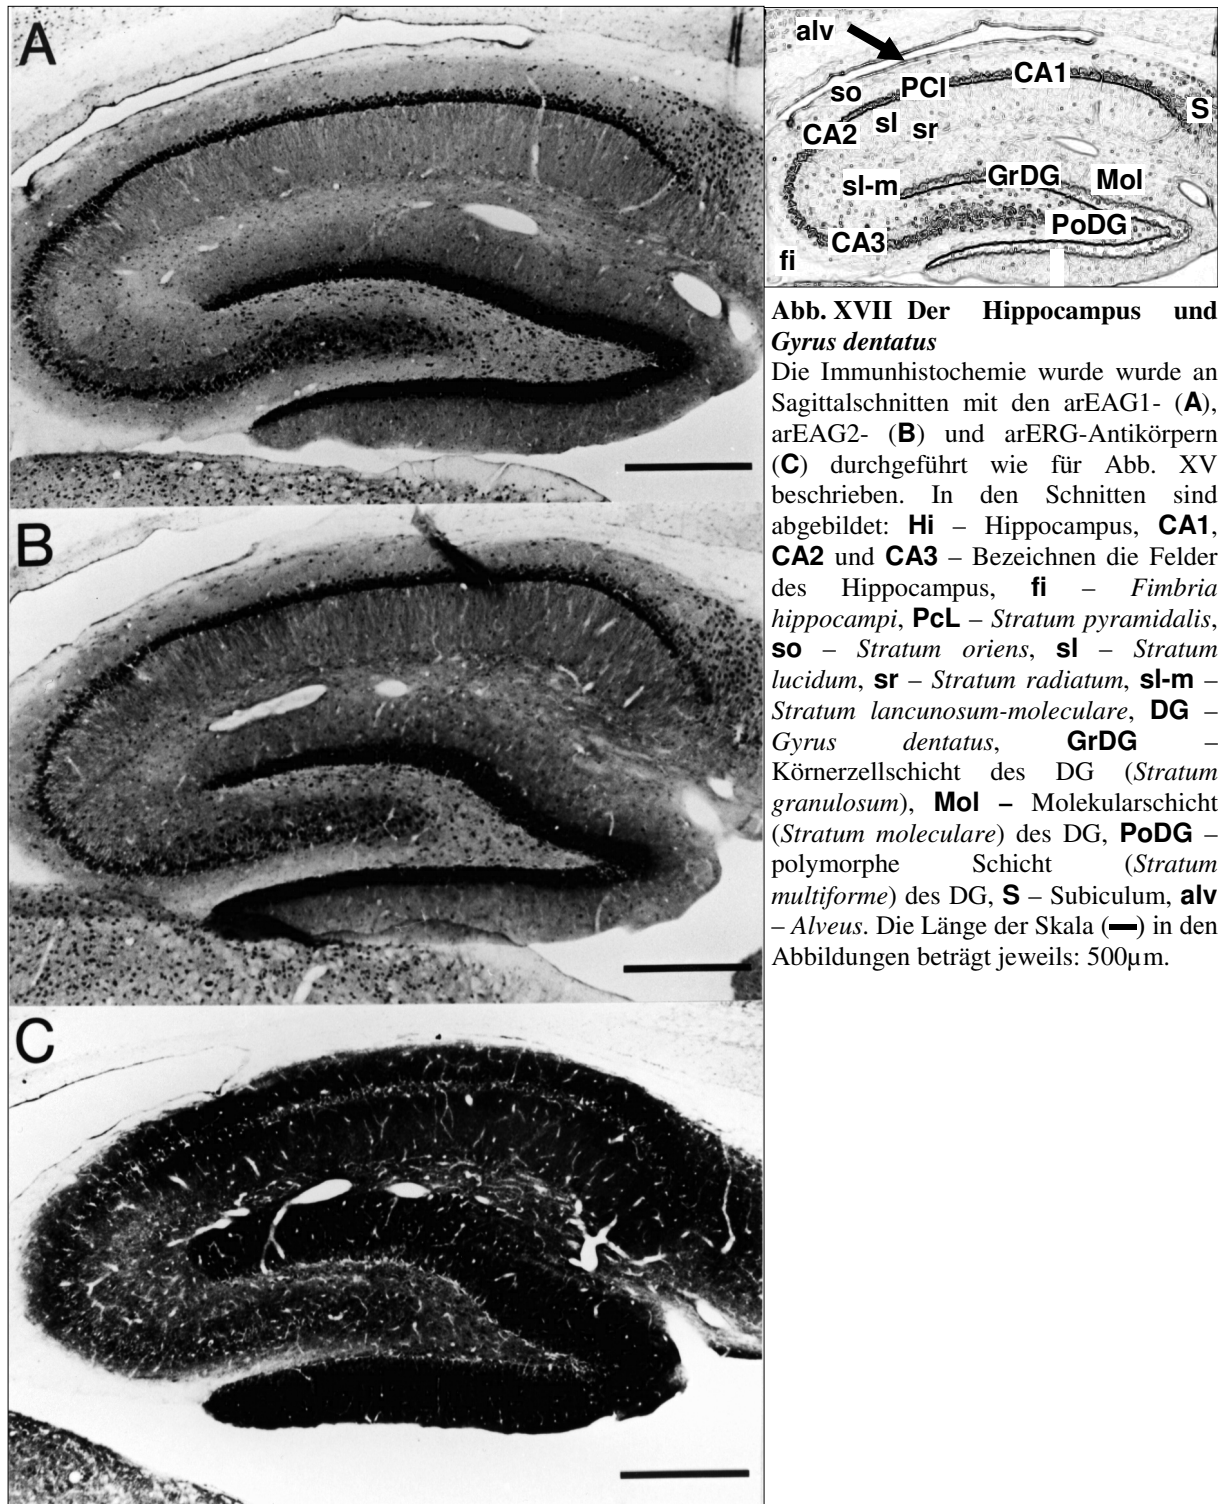 A
B
C
alv
so
PCl
CA1
S
CA2
sl
sr
sl-m
GrDG
Mol
PoDG
CA3
fi
Abb. XVII Der Hippocampus und
Gyrus dentatus
Die Immunhistochemie wurde wurde an
Sagittalschnitten mit den arEAG1- (A),
arEAG2- (B) und arERG-Antikörpern
(C) durchgeführt wie für Abb. XV
beschrieben. In den Schnitten sind
abgebildet: Hi – Hippocampus, CA1,
CA2 und CA3 – Bezeichnen die Felder
des Hippocampus, fi – Fimbria
hippocampi, PcL – Stratum pyramidalis,
so – Stratum oriens, sl – Stratum
lucidum, sr – Stratum radiatum, sl-m –
Stratum lancunosum-moleculare, DG –
Gyrus dentatus, GrDG –
Körnerzellschicht des DG (Stratum
granulosum), Mol – Molekularschicht
(Stratum moleculare) des DG, PoDG –
polymorphe Schicht (Stratum
multiforme) des DG, S – Subiculum, alv
– Alveus. Die Länge der Skala (—) in den
Abbildungen beträgt jeweils: 500µm.